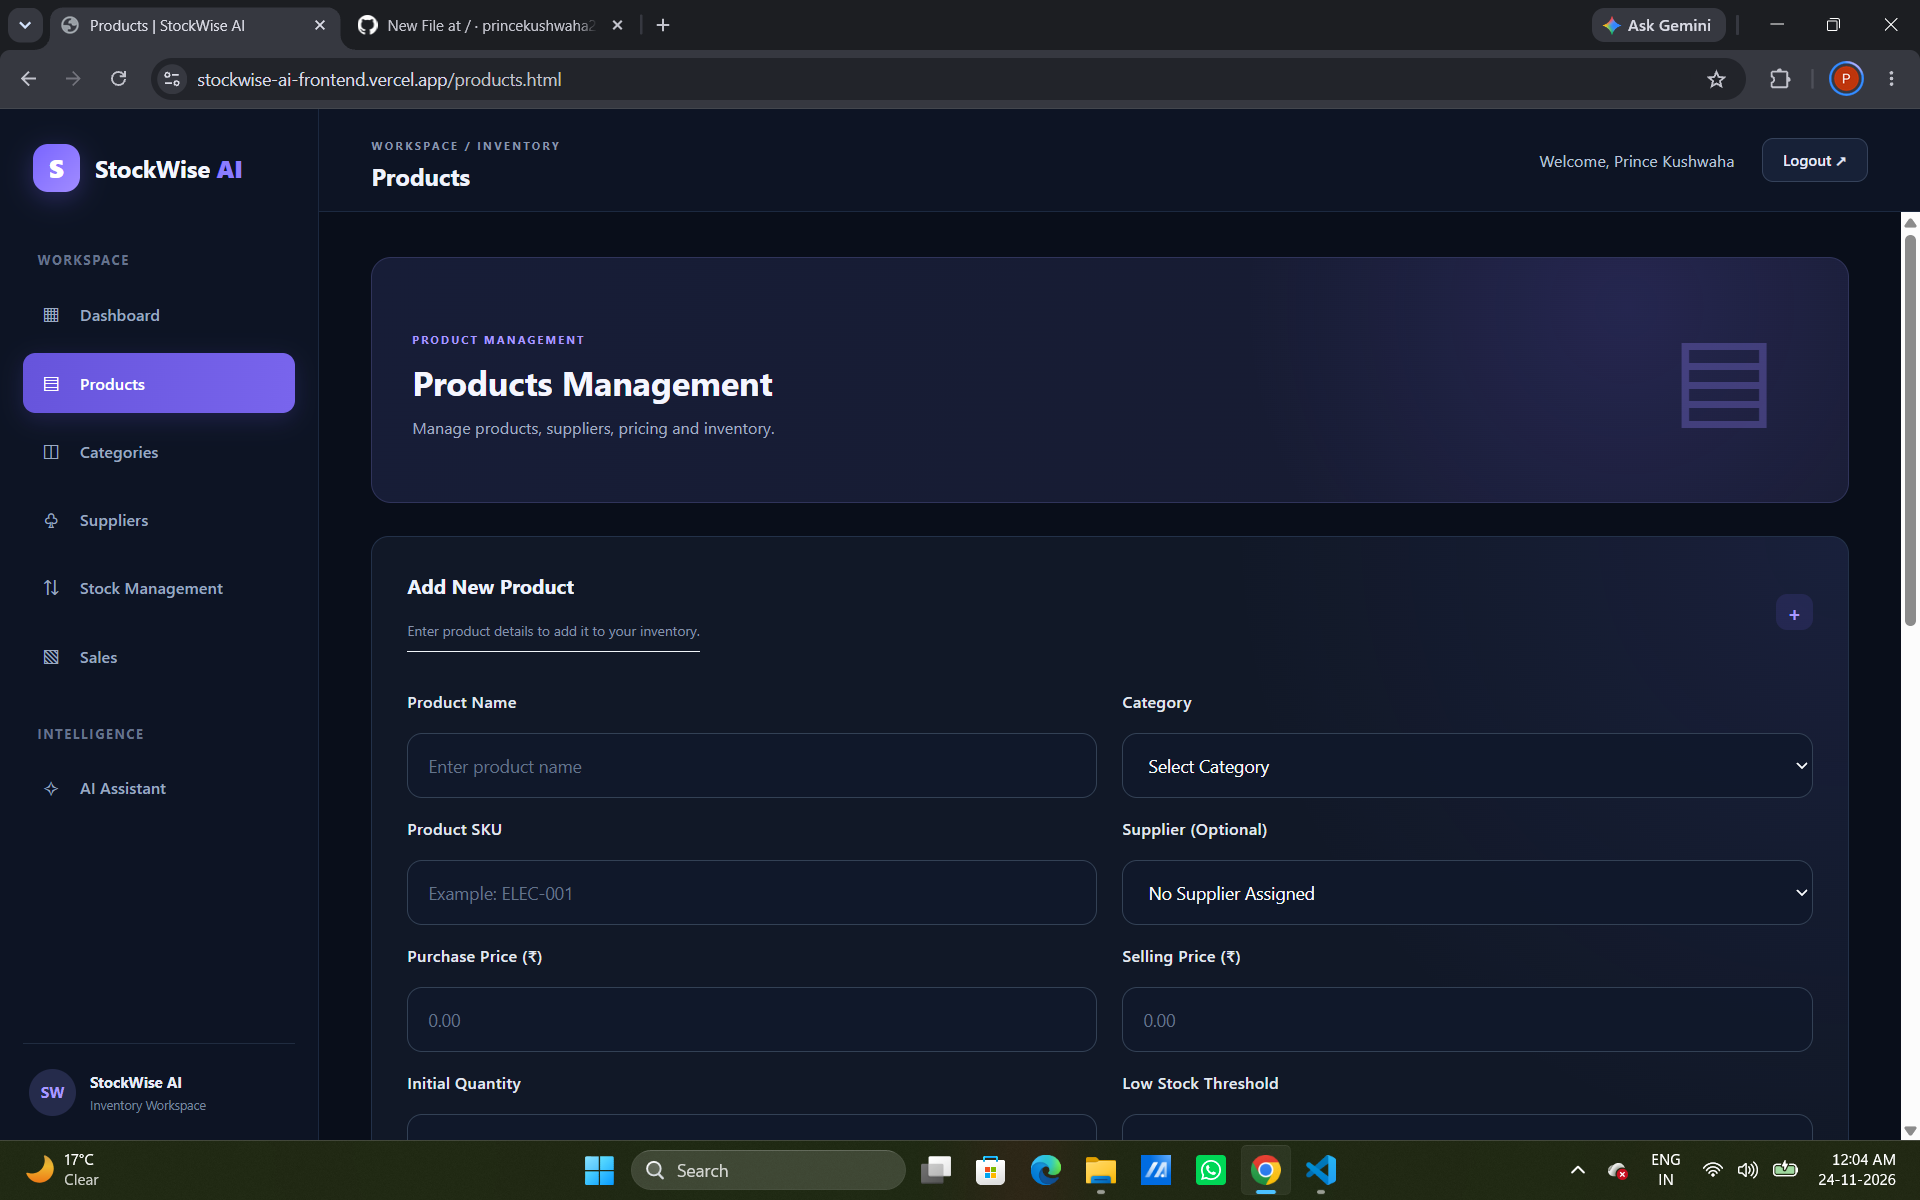 Products | StockWise AI
New File at / · princekushwaha2
Ask Gemini
stockwise-ai-frontend.vercel.app/products.html
P
S
StockWise AI
WORKSPACE
Dashboard
Products
Categories
Suppliers
Stock Management
Sales
INTELLIGENCE
AI Assistant
SW
StockWise AI
Inventory Workspace
WORKSPACE / INVENTORY
Products
Welcome, Prince Kushwaha
Logout ↗
PRODUCT MANAGEMENT
Products Management
Manage products, suppliers, pricing and inventory.
Add New Product
Enter product details to add it to your inventory.
+
Product Name
Category
Enter product name
Select Category
Product SKU
Supplier (Optional)
Example: ELEC-001
No Supplier Assigned
Purchase Price (₹)
Selling Price (₹)
0.00
0.00
Initial Quantity
Low Stock Threshold
17°C
Clear
Search
ENG
IN
12:04 AM
24-11-2026